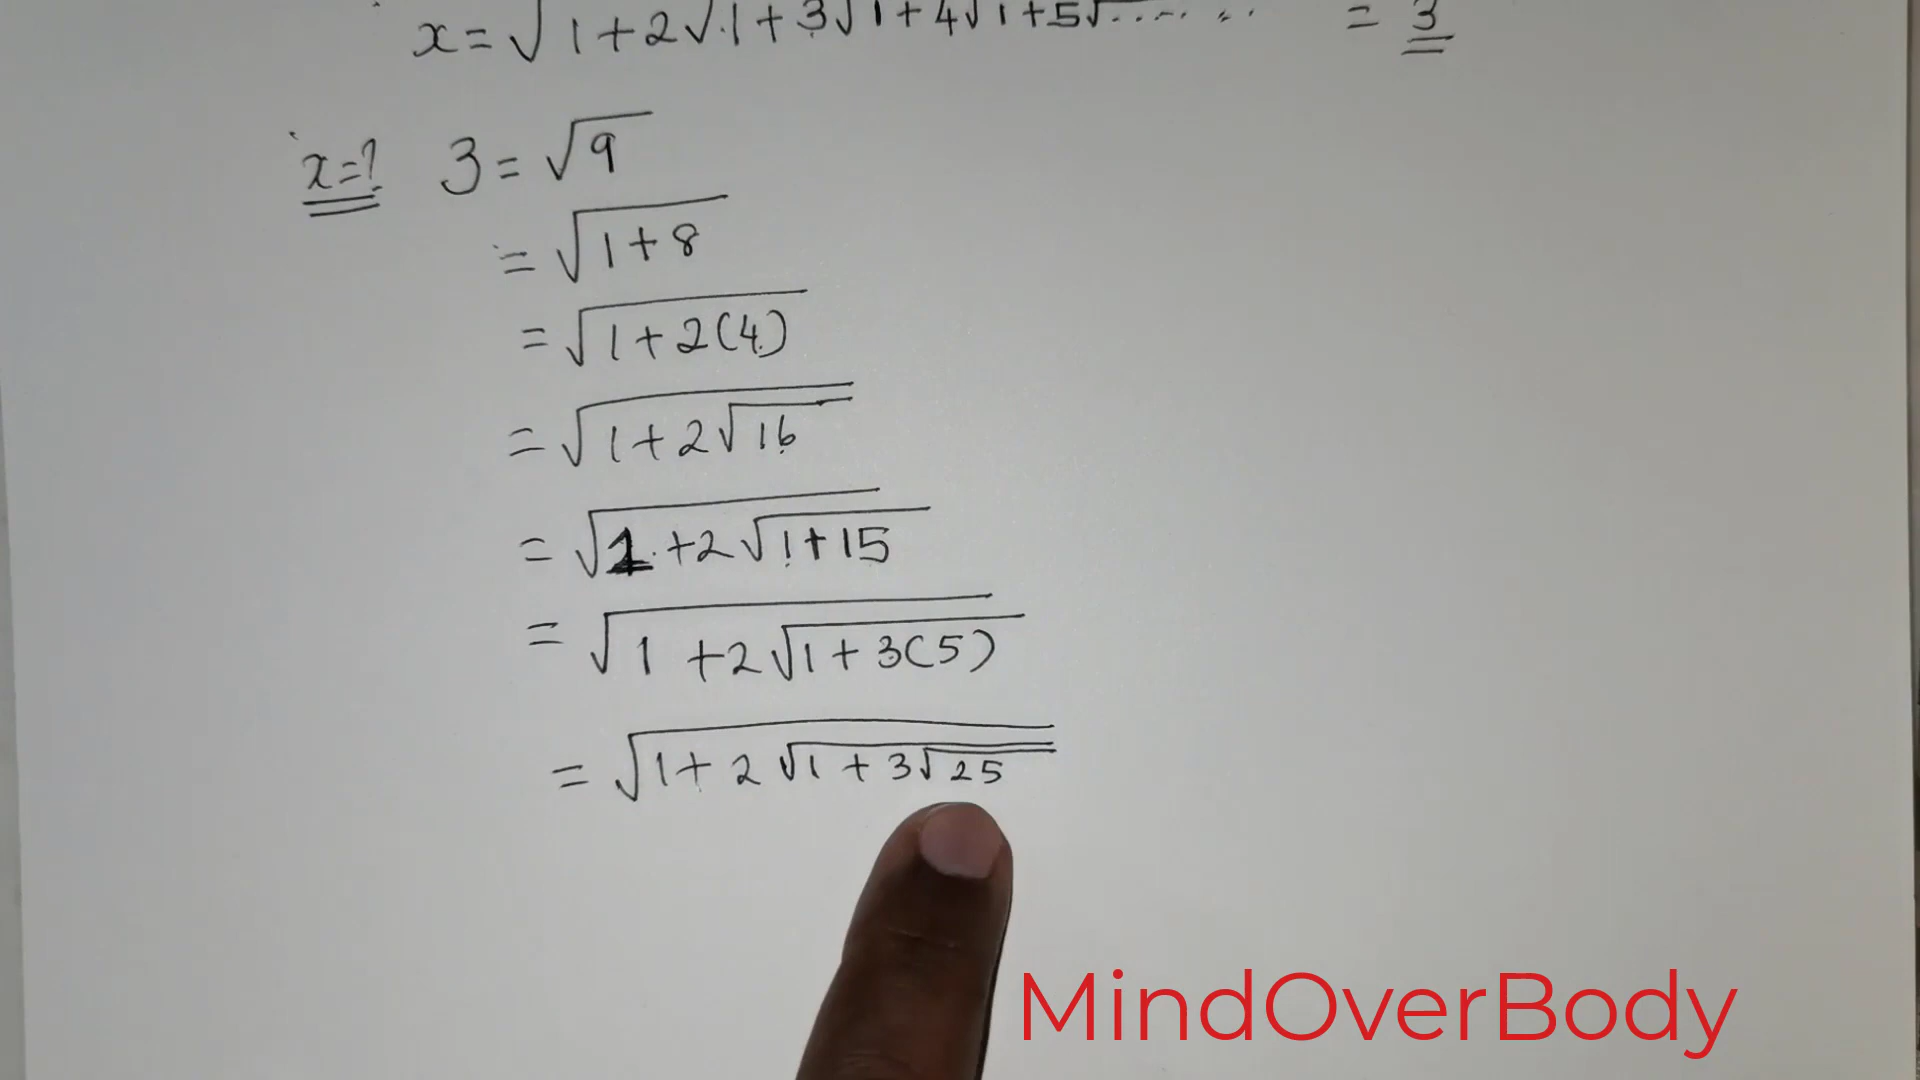 x=√1+2√1+3√1+4√1+5√....... = 3
x=? 3=√9
=√1+8
=√1+2(4)
=√1+2√16
=√1+2√1+15
=√1+2√1+3(5)
=√1+2√1+3√25
MindOverBody